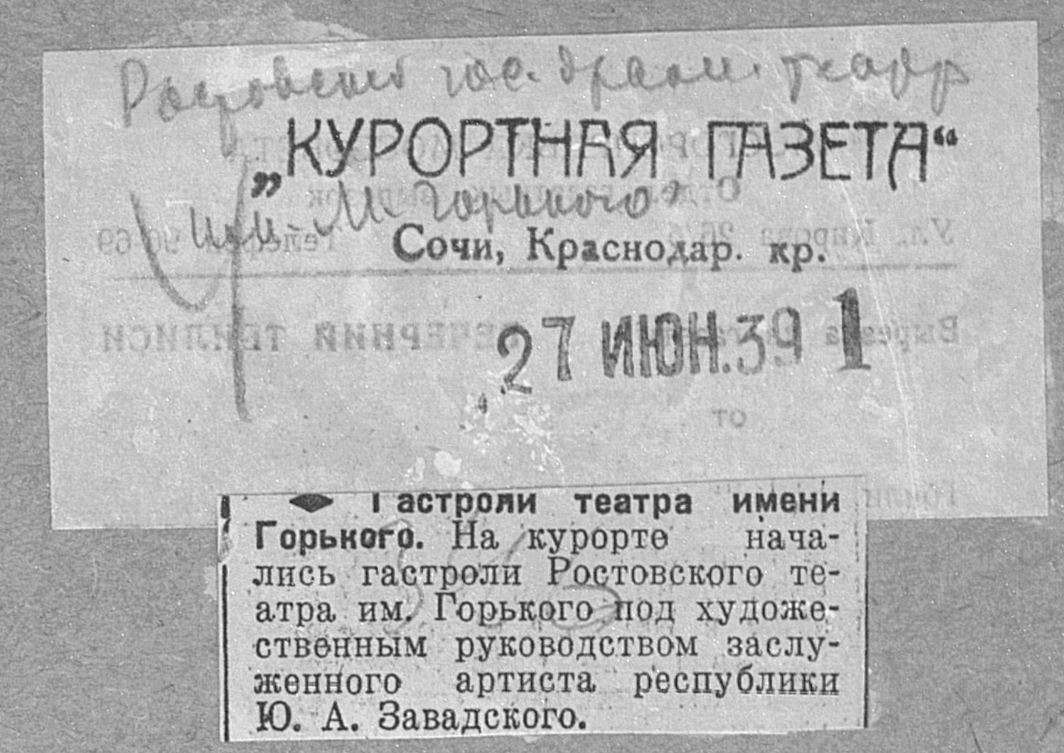 Ростовский гос. драм. театр
„КУРОРТНАЯ ГАЗЕТА“
им. М. Горького
Сочи, Краснодар. кр.
27 ИЮН.39 1
Гастроли театра имени
Горького. На курорте нача-
лись гастроли Ростовского те-
атра им. Горького под художе-
ственным руководством заслу-
женного артиста республики
Ю. А. Завадского.